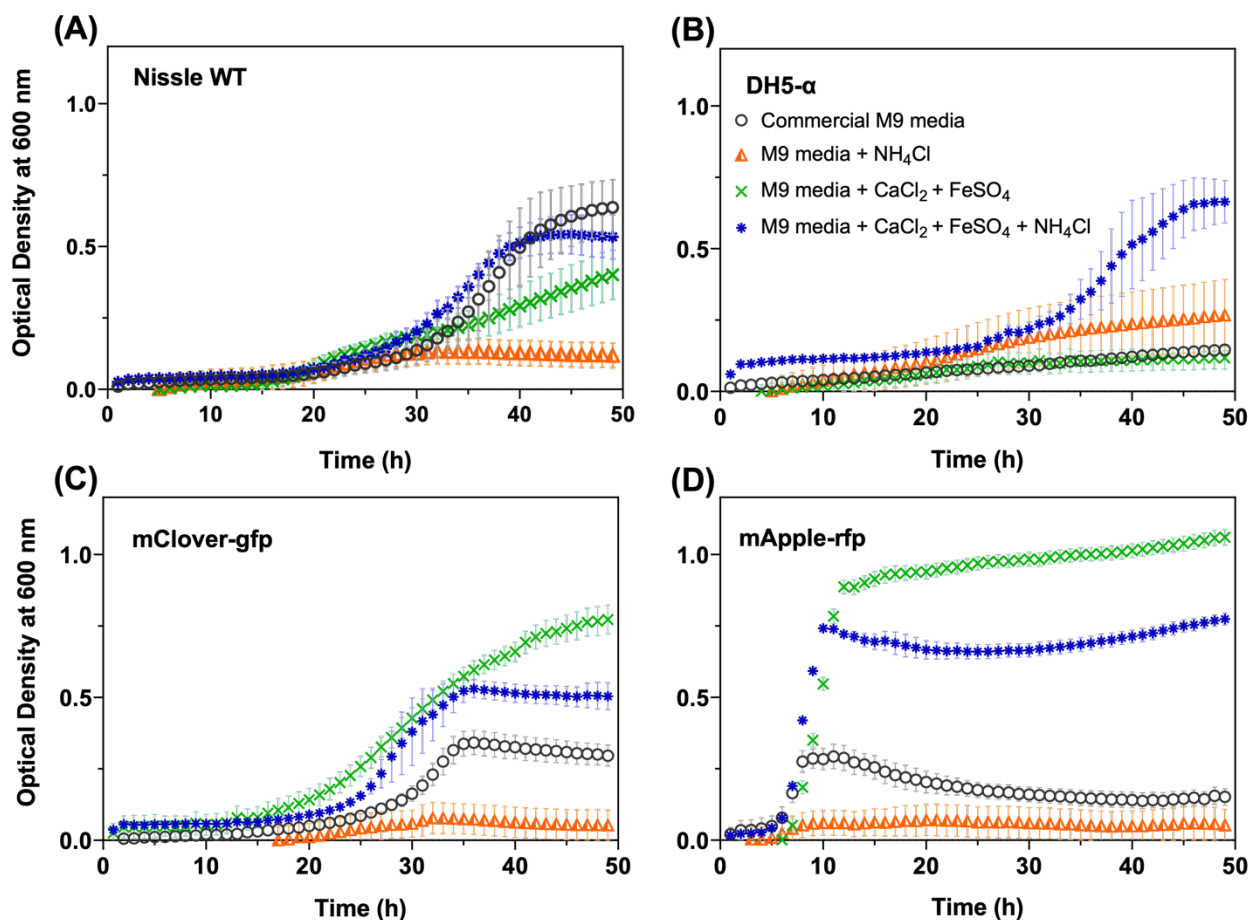 (A)
Nissle WT
1.0
0.5
0.0
0 10 20 30 40 50
Time (h)
Optical Density at 600 nm
(B)
DH5-α
Commercial M9 media
M9 media + NH₄Cl
M9 media + CaCl₂ + FeSO₄
M9 media + CaCl₂ + FeSO₄ + NH₄Cl
1.0
0.5
0.0
0 10 20 30 40 50
Time (h)
(C)
mClover-gfp
1.0
0.5
0.0
0 10 20 30 40 50
Time (h)
Optical Density at 600 nm
(D)
mApple-rfp
1.0
0.5
0.0
0 10 20 30 40 50
Time (h)